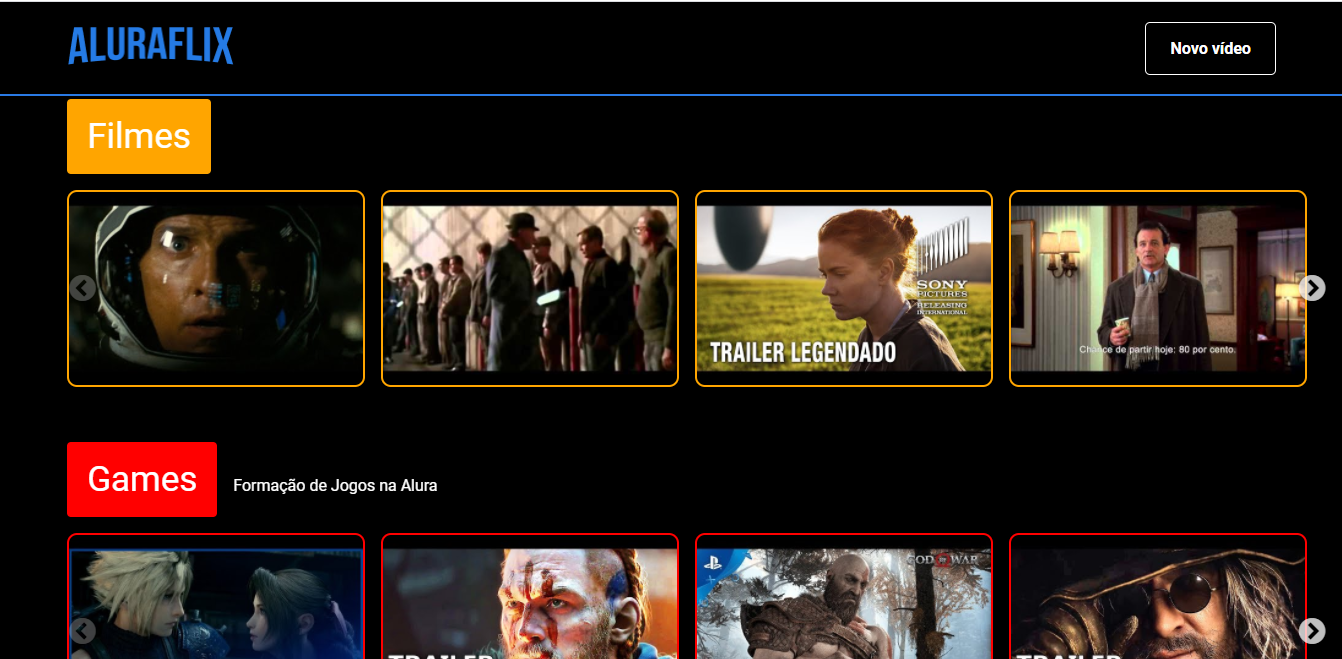 ALURAFLIX
Novo vídeo
Filmes
SONY
PICTURES
RELEASING
INTERNATIONAL
TRAILER LEGENDADO
Chance de partir hoje: 80 por cento.
Games
Formação de Jogos na Alura
GOD OF WAR
TRAILER
TRAILER